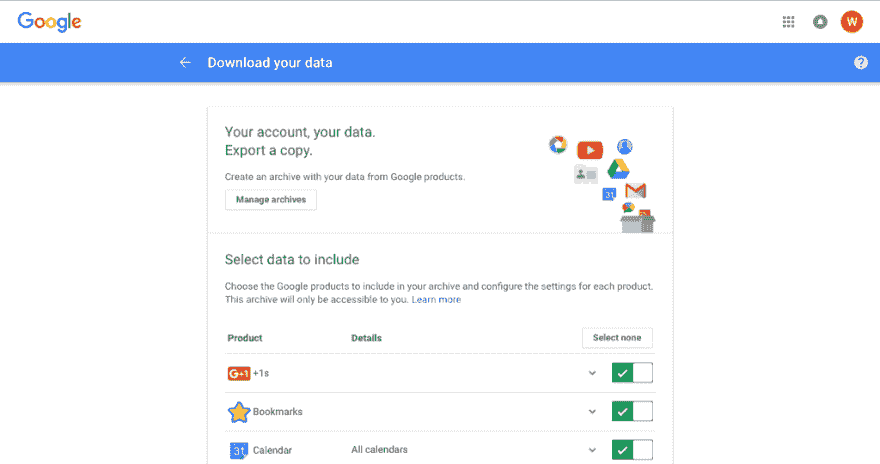 Google
W
Download your data
?
Your account, your data.
Export a copy.
Create an archive with your data from Google products.
31
Manage archives
Select data to include
Choose the Google products to include in your archive and configure the settings for each product.
This archive will only be accessible to you. Learn more
Product Details Select none
G+1 +1s
Bookmarks
31 Calendar All calendars